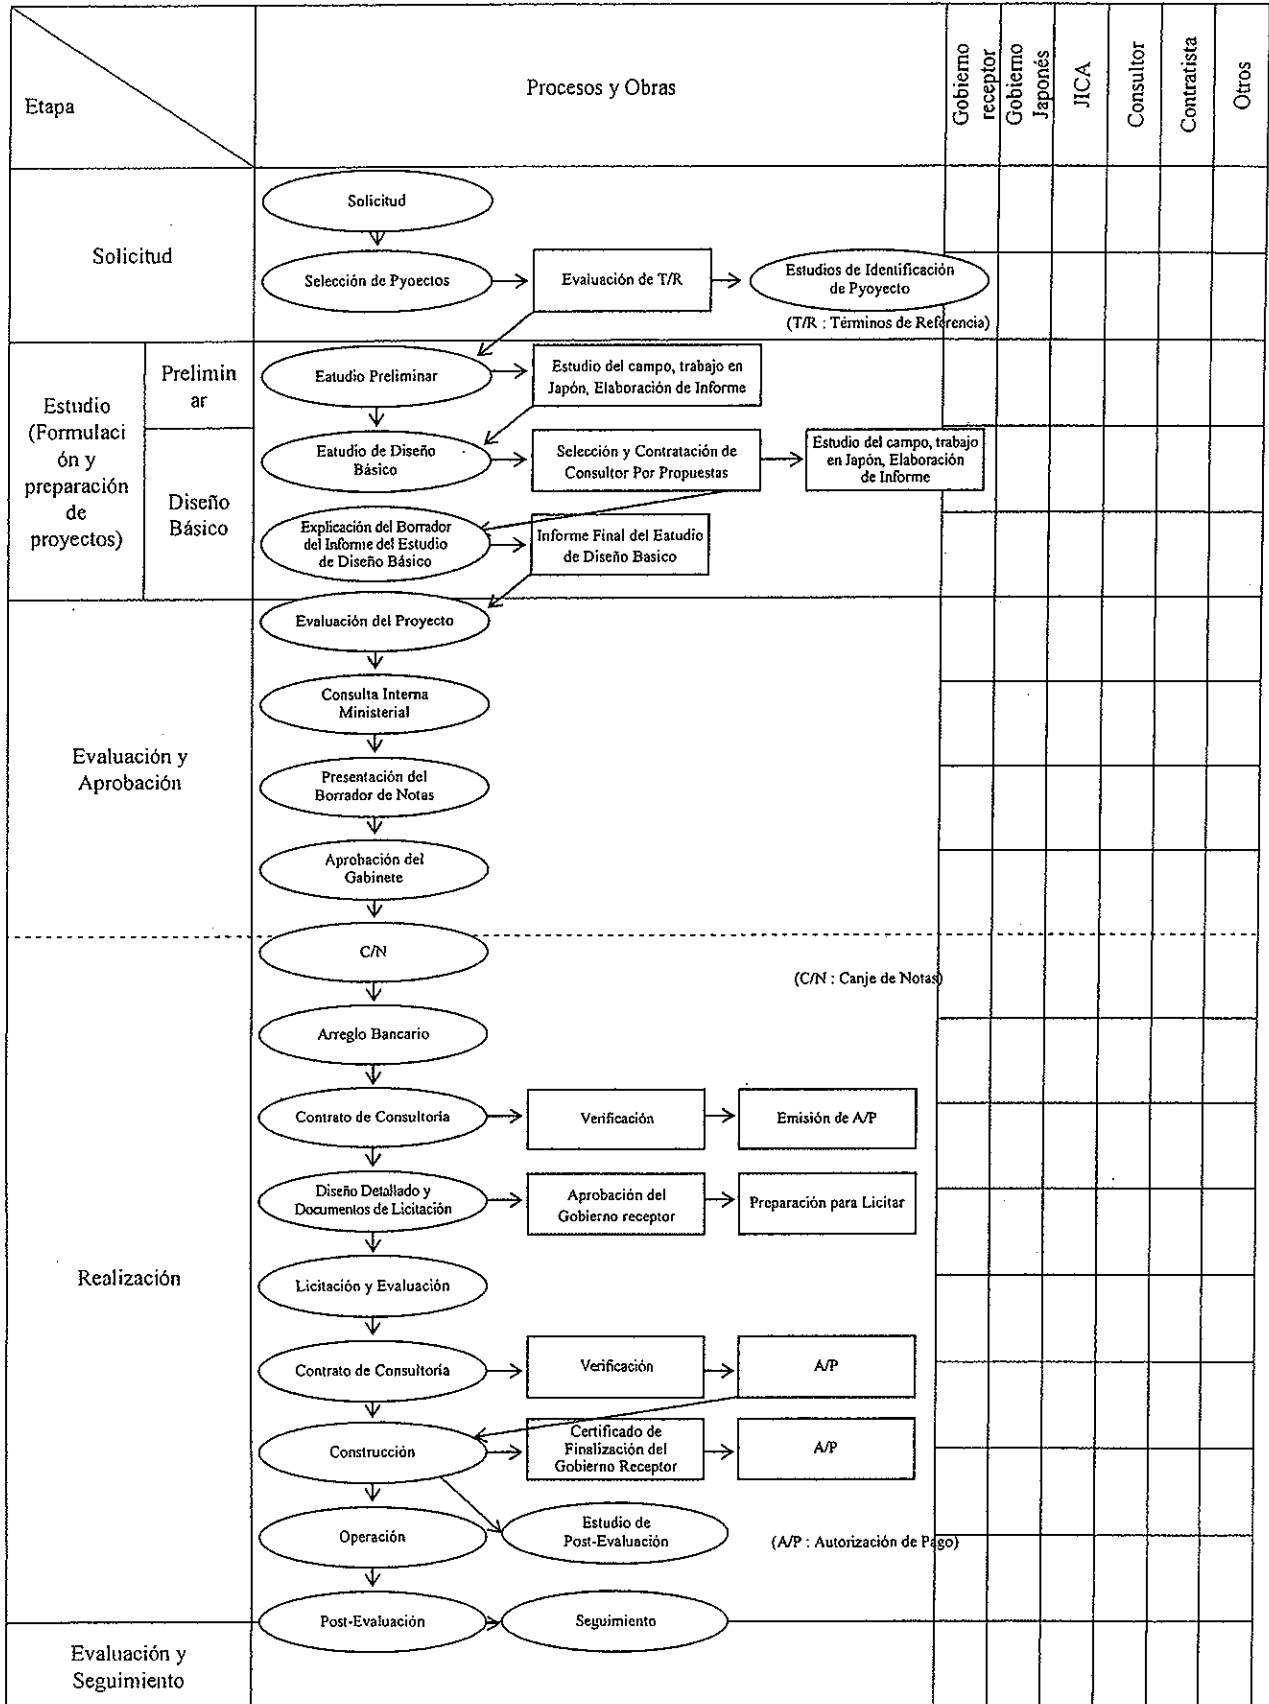 Etapa
Procesos y Obras
Gobierno
receptor
Gobierno
Japonés
JICA
Consultor
Contratista
Otros
Solicitud
Solicitud
Selección de Pyoectos
Evaluación de T/R
Estudios de Identificación
de Pyoyecto
(T/R : Términos de Referencia)
Estudio
(Formulaci
ón y
preparación
de
proyectos)
Prelimin
ar
Eatudio Preliminar
Estudio del campo, trabajo en
Japón, Elaboración de Informe
Diseño
Básico
Eatudio de Diseño
Básico
Selección y Contratación de
Consultor Por Propuestas
Estudio del campo, trabajo
en Japón, Elaboración
de Informe
Explicación del Borrador
del Informe del Estudio
de Diseño Básico
Informe Final del Eatudio
de Diseño Basico
Evaluación y
Aprobación
Evaluación del Proyecto
Consulta Interna
Ministerial
Presentación del
Borrador de Notas
Aprobación del
Gabinete
Realización
C/N
(C/N : Canje de Notas)
Arreglo Bancario
Contrato de Consultoría
Verificación
Emisión de A/P
Diseño Detallado y
Documentos de Licitación
Aprobación del
Gobierno receptor
Preparación para Licitar
Licitación y Evaluación
Contrato de Consultoría
Verificación
A/P
Construcción
Certificado de
Finalización del
Gobierno Receptor
A/P
Operación
Estudio de
Post-Evaluación
(A/P : Autorización de Pago)
Post-Evaluación
Seguimiento
Evaluación y
Seguimiento